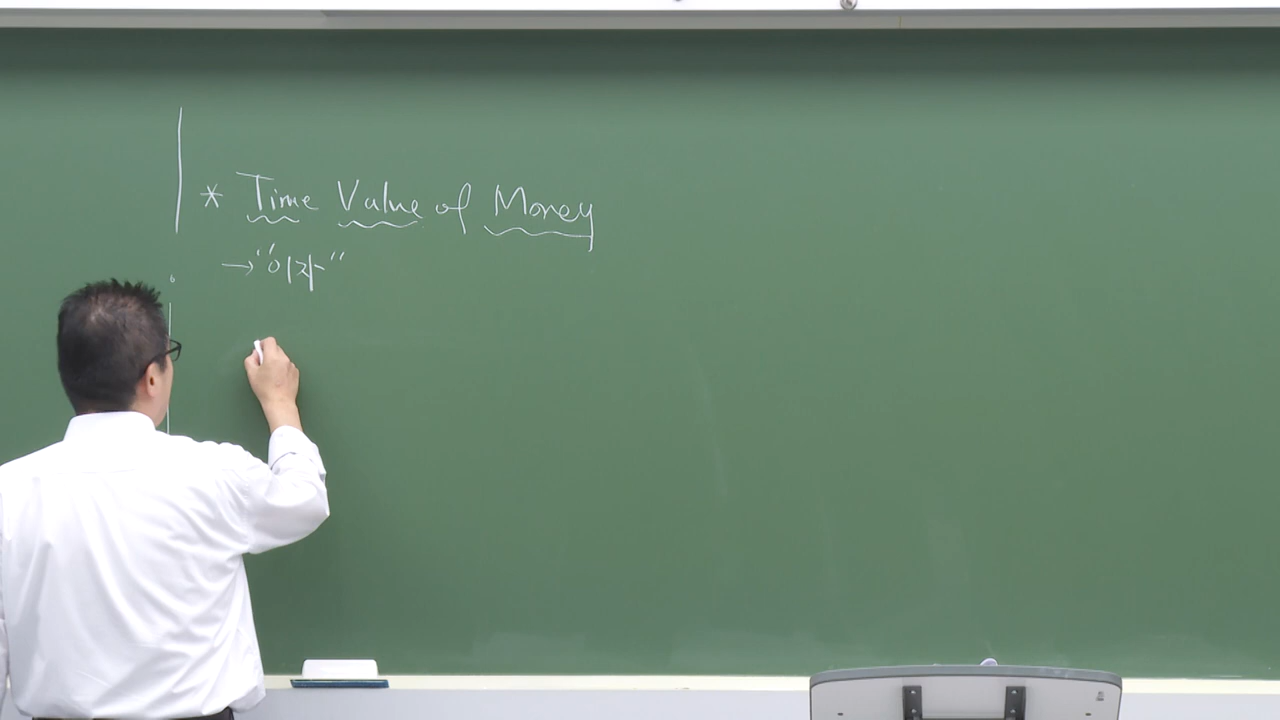 * Time Value of Money
→ "이자"